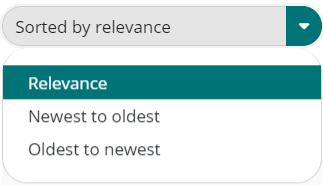 Sorted by relevance
Relevance
Newest to oldest
Oldest to newest